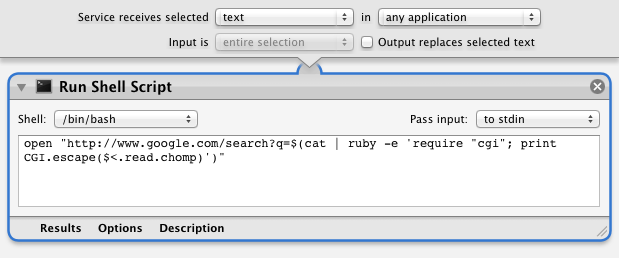 Service receives selected text in any application
Input is entire selection Output replaces selected text
Run Shell Script
Shell: /bin/bash Pass input: to stdin
open "http://www.google.com/search?q=$(cat | ruby -e 'require "cgi"; print
CGI.escape($<.read.chomp)')"
Results Options Description